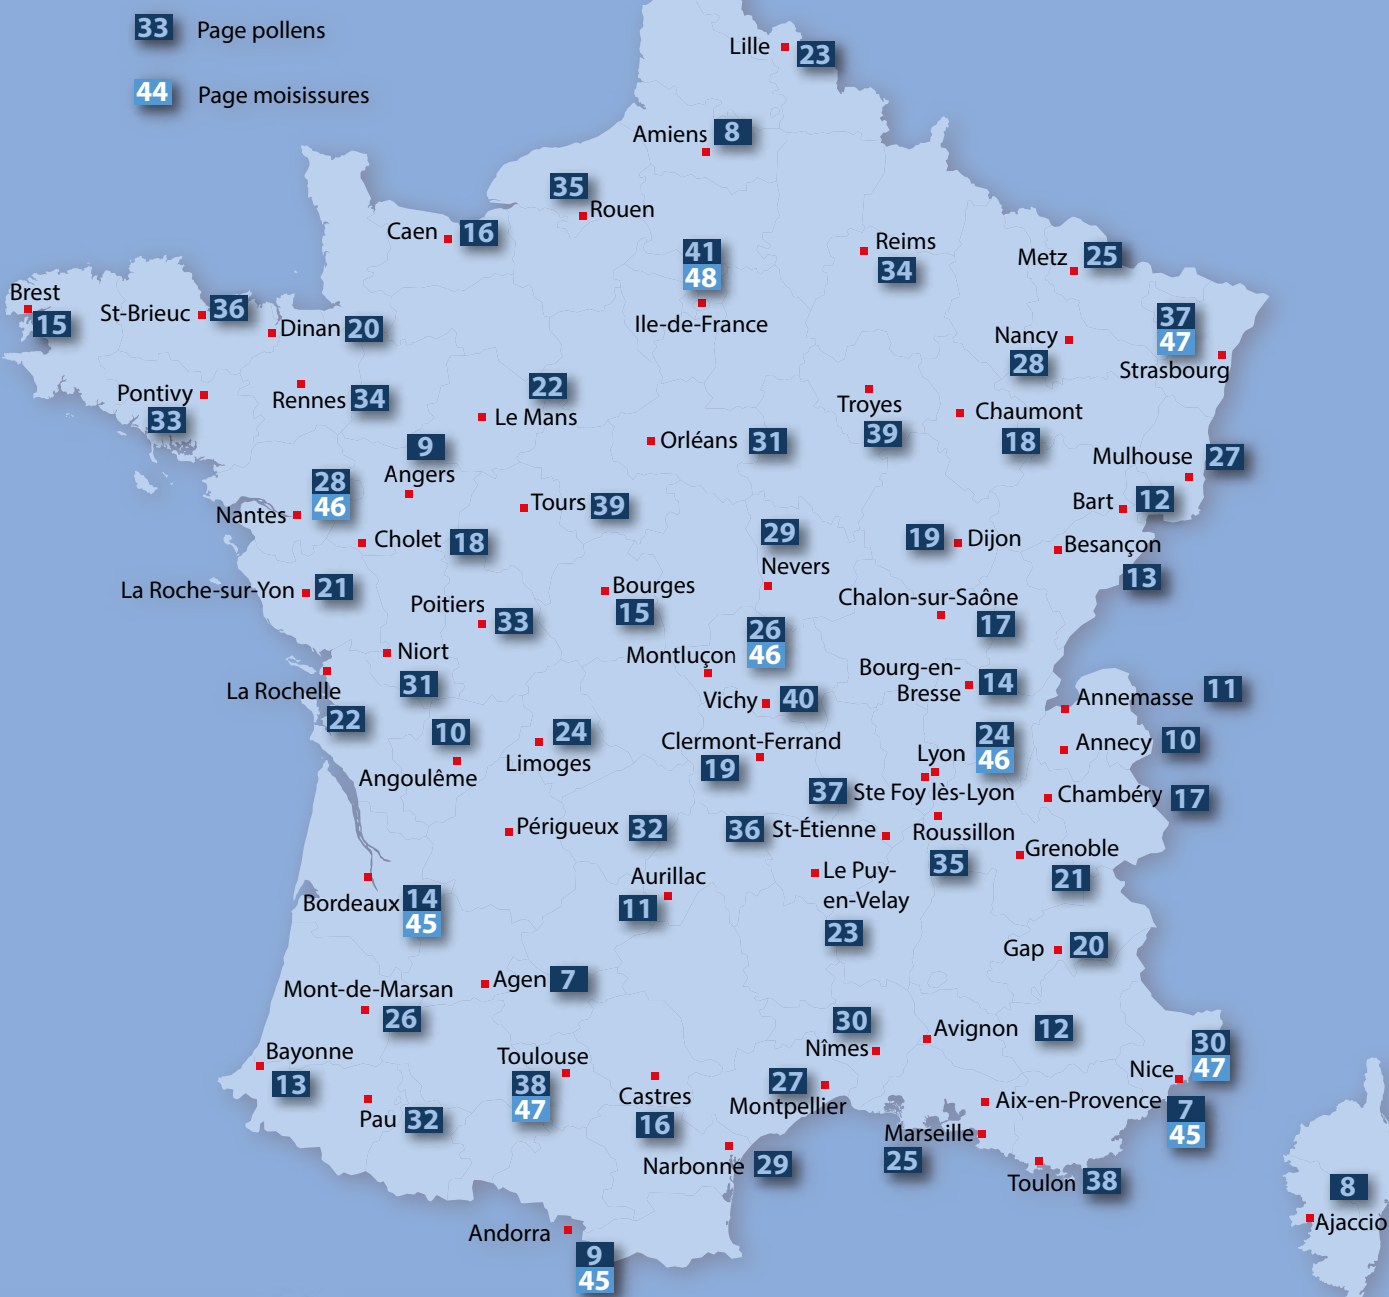 33 Page pollens
44 Page moisissures
Lille 23
Amiens 8
35
Rouen
Caen 16
41
48
Ile-de-France
Reims
34
Metz 25
Brest
15
St-Brieuc 36
Dinan 20
37
47
Strasbourg
Nancy
28
Pontivy
33
Rennes 34
22
Le Mans
Troyes
39
Chaumont
18
9
Angers
Orléans 31
Mulhouse 27
28
46
Nantes
Tours 39
Bart 12
Cholet 18
29
Nevers
19 Dijon
Besançon
13
La Roche-sur-Yon 21
Bourges
15
Chalon-sur-Saône
17
Poitiers
33
26
Montluçon 46
Niort
31
La Rochelle
22
Bourg-en-
Bresse 14
Annemasse 11
Vichy 40
10
Angoulême
24
Limoges
Clermont-Ferrand
19
24
Lyon 46
Annecy 10
37 Ste Foy lès-Lyon
Chambéry 17
Périgueux 32
36 St-Étienne
Roussillon
35
Grenoble
21
Aurillac
11
Le Puy-
en-Velay
23
Bordeaux 14
45
Gap 20
Agen 7
Mont-de-Marsan
26
30
Nîmes
Avignon 12
30
Nice 47
Bayonne
13
Toulouse
38
47
Castres
16
27
Montpellier
Aix-en-Provence 7
45
Pau 32
Marseille
25
Narbonne 29
Toulon 38
8
Ajaccio
Andorra
9
45